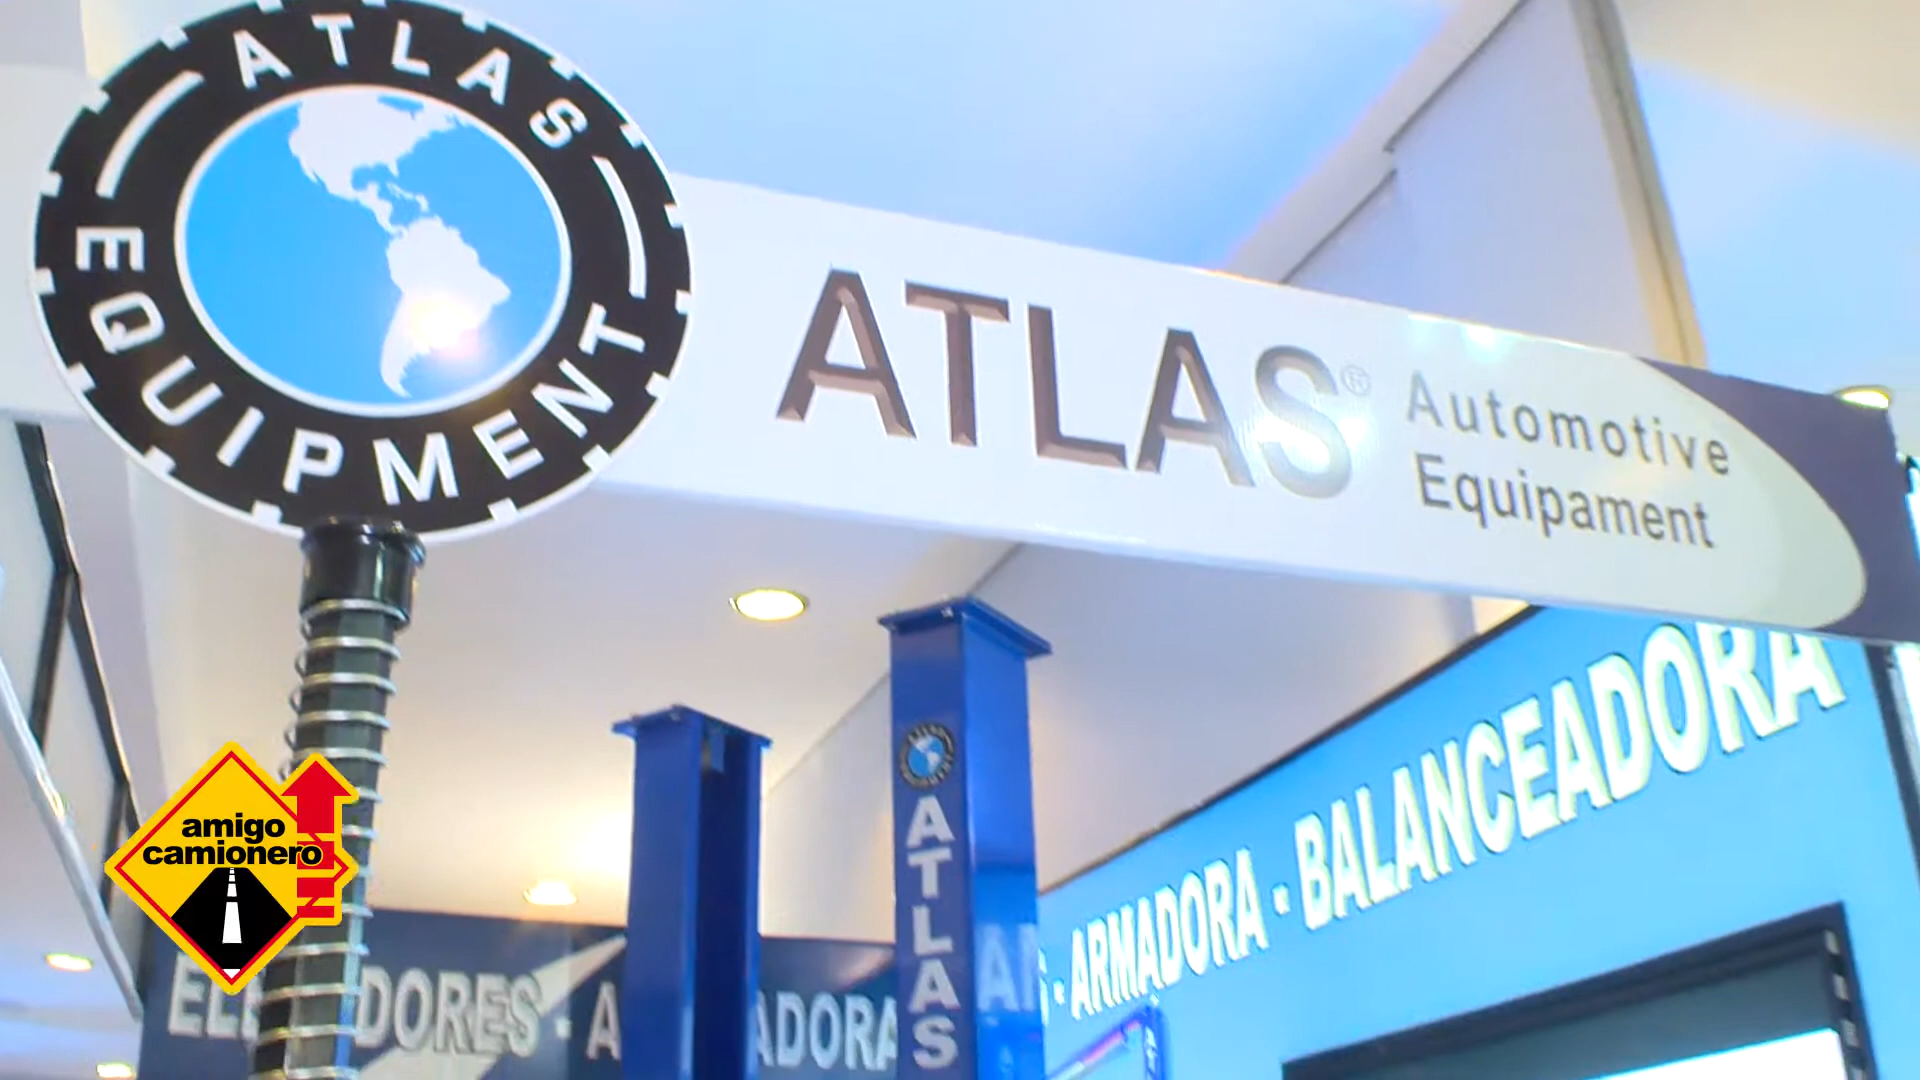 ATLAS
EQUIPMENT
ATLAS®
Automotive
Equipament
ATLAS
ARMADORA - BALANCEADORA
amigo
camionero